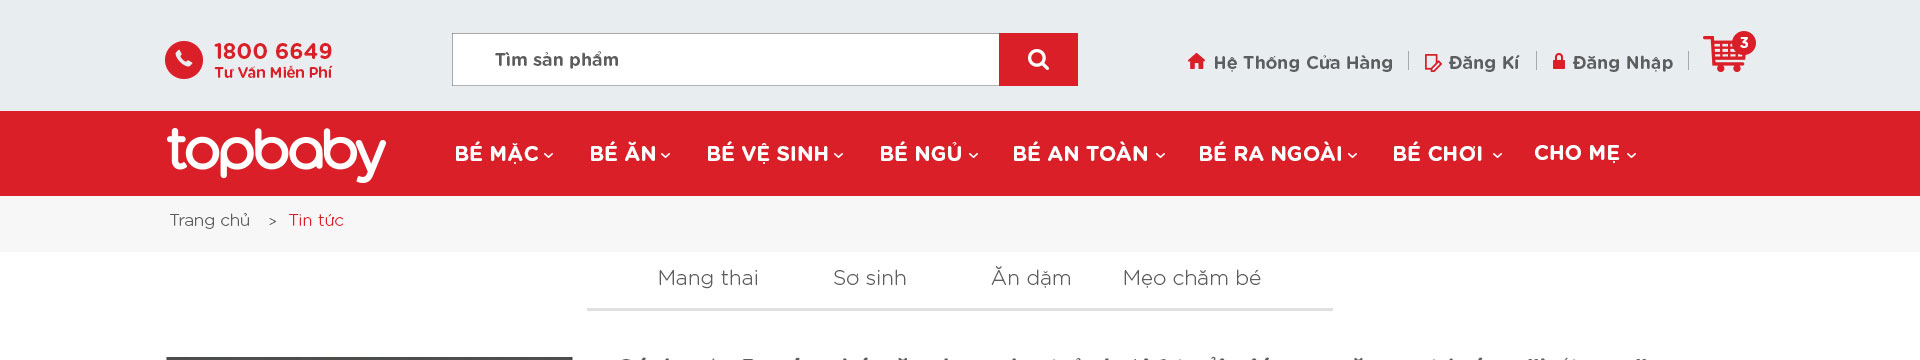 1800 6649
Tư Vấn Miễn Phí
Tìm sản phẩm
Hệ Thống Cửa Hàng
Đăng Kí
Đăng Nhập
3
topbaby
BÉ MẶC
BÉ ĂN
BÉ VỆ SINH
BÉ NGỦ
BÉ AN TOÀN
BÉ RA NGOÀI
BÉ CHƠI
CHO MẸ
Trang chủ > Tin tức
Mang thai
Sơ sinh
Ăn dặm
Mẹo chăm bé